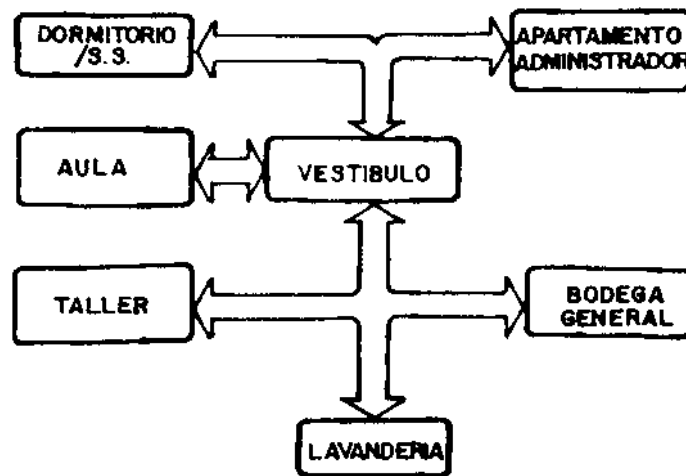 DORMITORIO
/S.S.
APARTAMENTO
ADMINISTRADOR
AULA
VESTIBULO
TALLER
BODEGA
GENERAL
LAVANDERIA